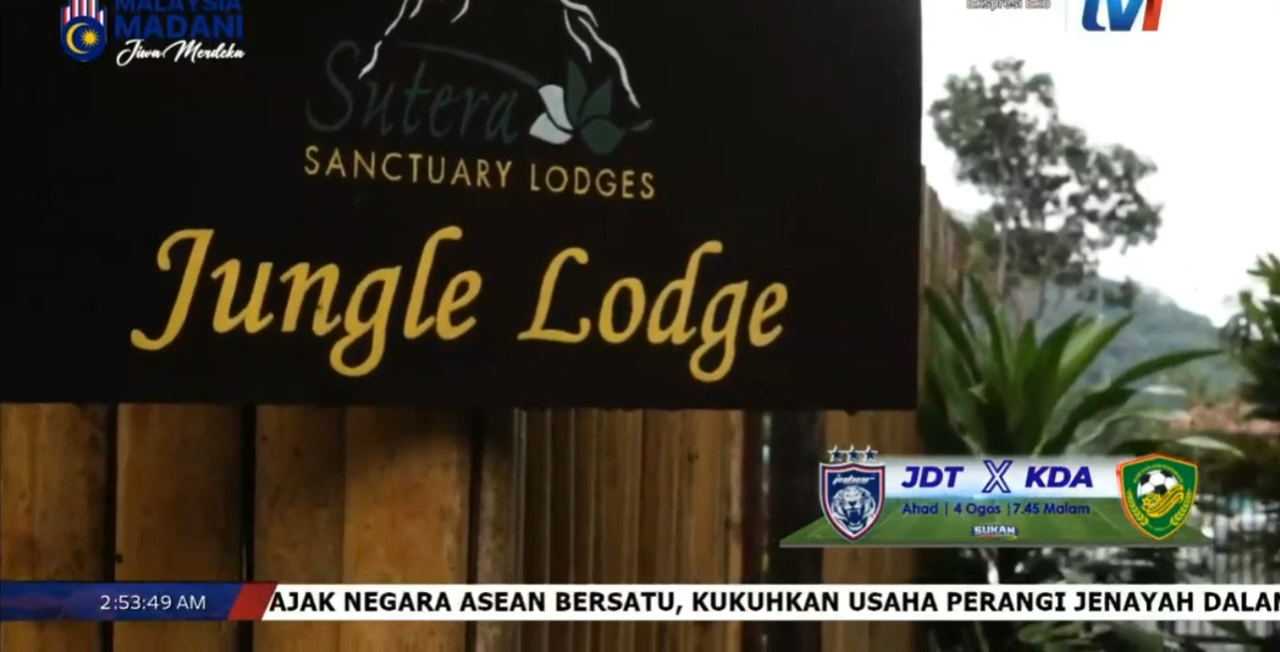 MALAYSIA
MADANI
Jiwa Merdeka
Ekspresi
tv1
Sutera
SANCTUARY LODGES
Jungle Lodge
JDT X KDA
Ahad | 4 Ogos | 7.45 Malam
SUKAN
2:53:49 AM
AJAK NEGARA ASEAN BERSATU, KUKUHKAN USAHA PERANGI JENAYAH DALAM